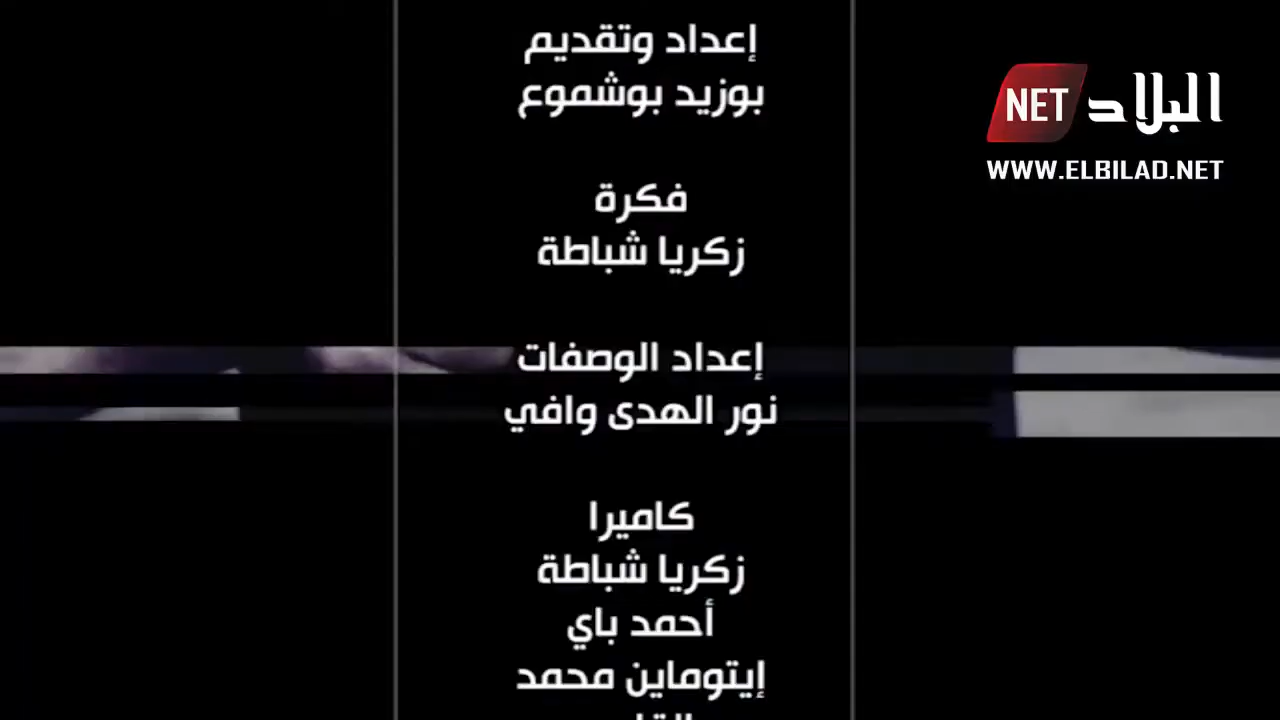 إعداد وتقديم
بوزيد بوشموع
فكرة
زكريا شباطة
إعداد الوصفات
نور الهدى وافي
كاميرا
زكريا شباطة
أحمد باي
إيتوماين محمد
البلاد NET
WWW.ELBILAD.NET